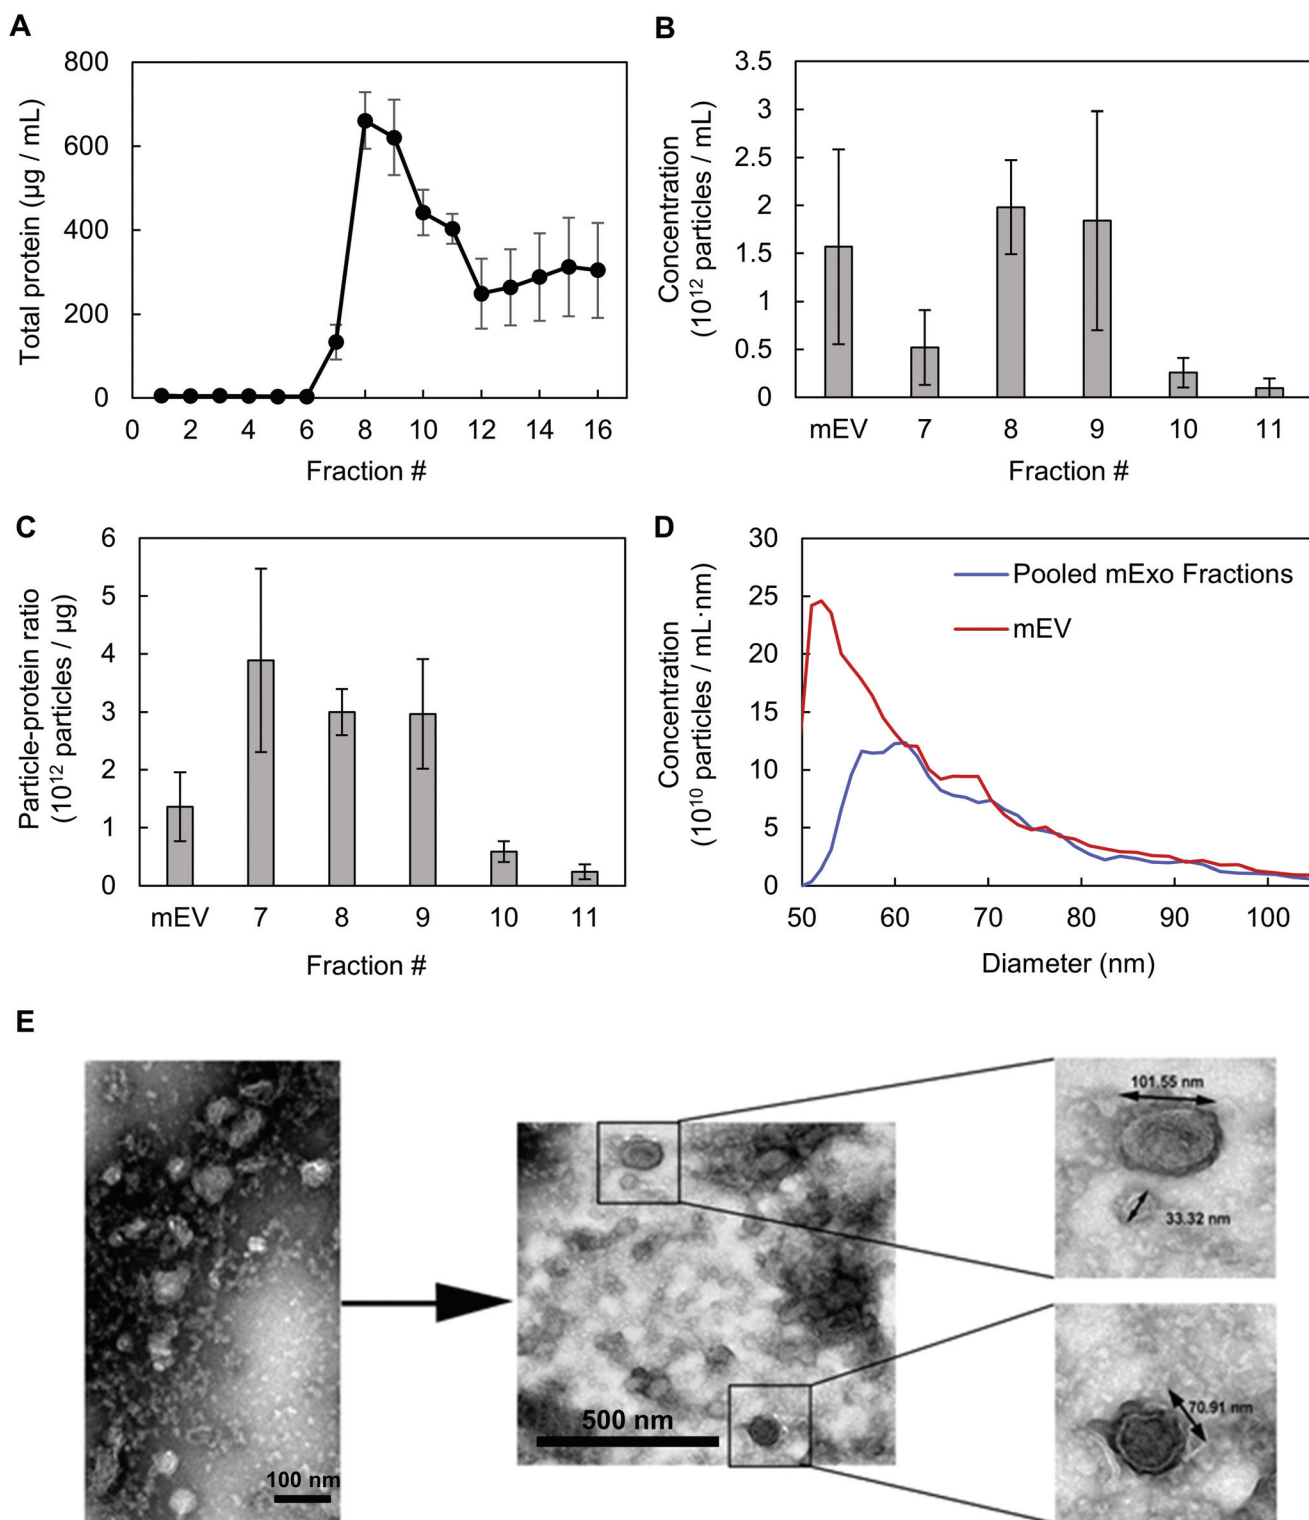 A
Total protein (µg / mL)
800
600
400
200
0
0 2 4 6 8 10 12 14 16
Fraction #
B
Concentration
(10¹² particles / mL)
3.5
3
2.5
2
1.5
1
0.5
0
mEV 7 8 9 10 11
Fraction #
C
Particle-protein ratio
(10¹² particles / µg)
6
5
4
3
2
1
0
mEV 7 8 9 10 11
Fraction #
D
Concentration
(10¹⁰ particles / mL·nm)
30
25
20
15
10
5
0
Pooled mExo Fractions
mEV
50 60 70 80 90 100
Diameter (nm)
E
100 nm
500 nm
101.55 nm
33.32 nm
70.91 nm